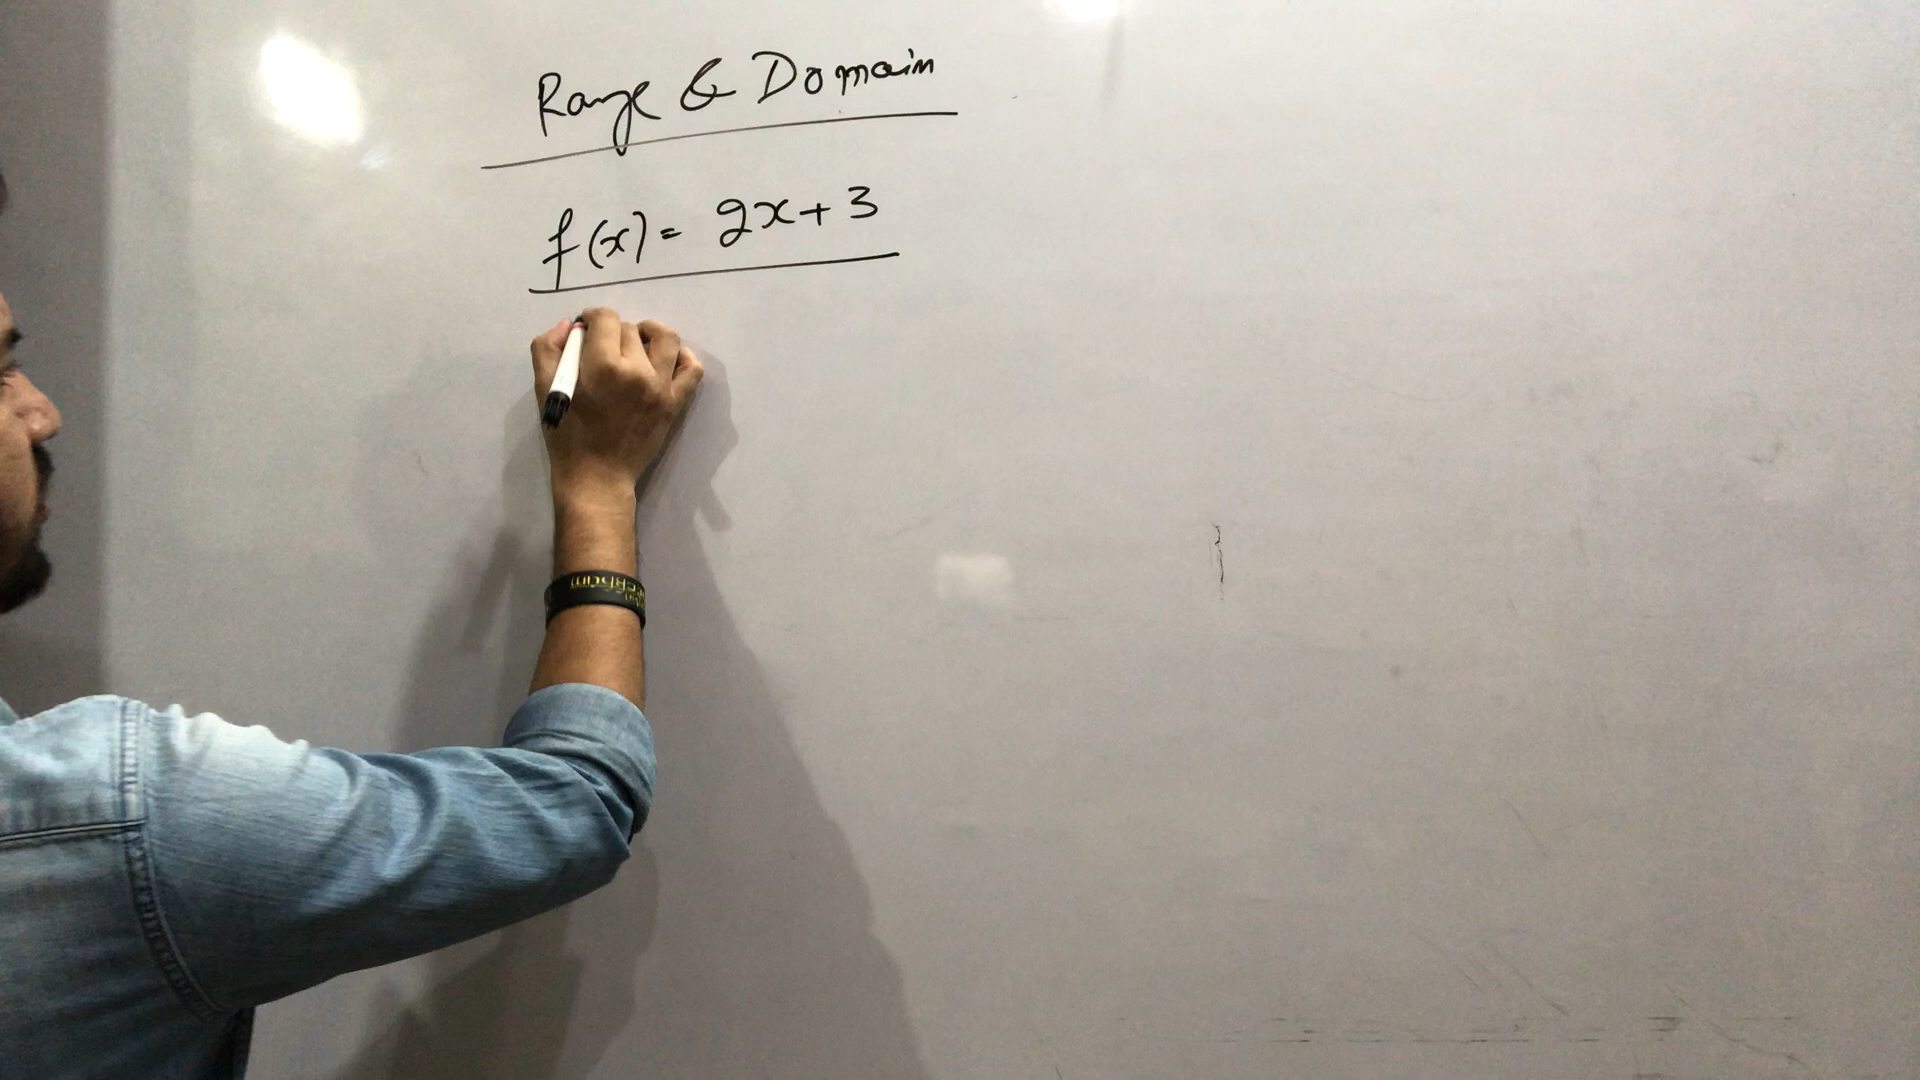 Range & Domain
f(x) = 2x + 3